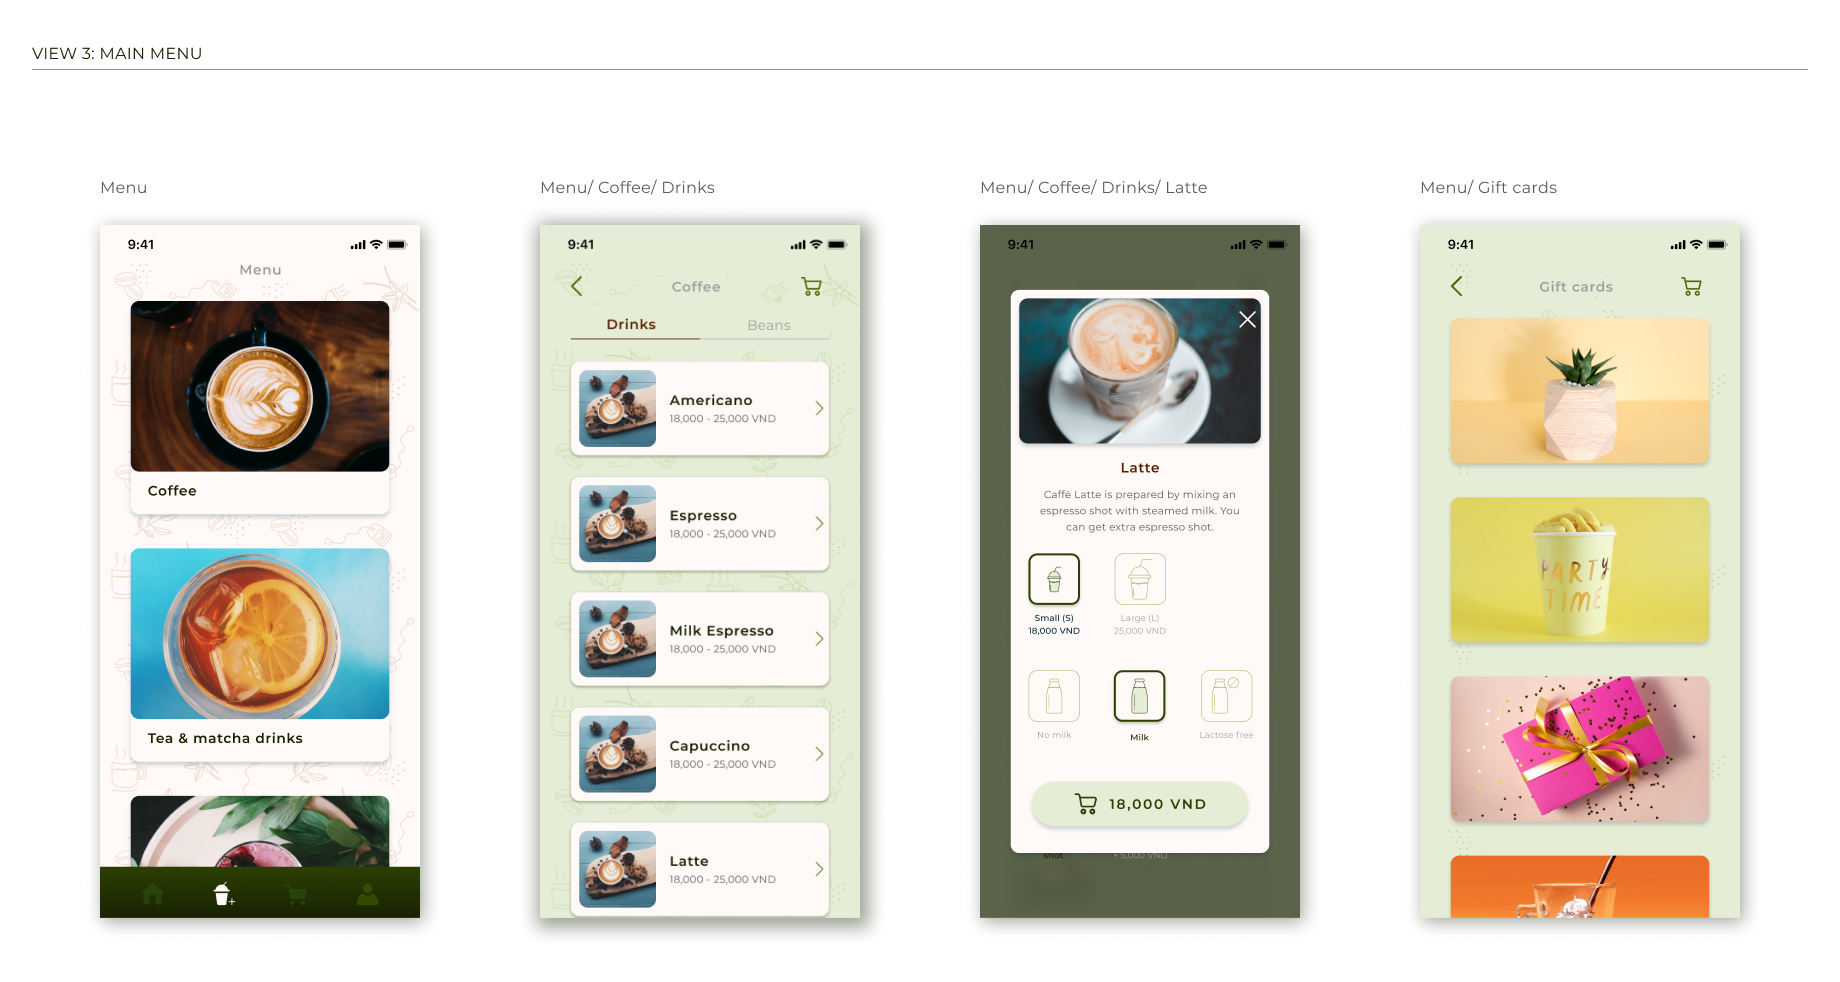 VIEW 3: MAIN MENU
Menu
9:41
Menu
Coffee
Tea & matcha drinks
Menu/ Coffee/ Drinks
9:41
Coffee
Drinks
Beans
Americano
18,000 - 25,000 VND
Espresso
18,000 - 25,000 VND
Milk Espresso
18,000 - 25,000 VND
Capuccino
18,000 - 25,000 VND
Latte
18,000 - 25,000 VND
Menu/ Coffee/ Drinks/ Latte
9:41
Latte
Caffè Latte is prepared by mixing an
espresso shot with steamed milk. You
can get extra espresso shot.
Small (S)
18,000 VND
Large (L)
25,000 VND
No milk
Milk
Lactose free
18,000 VND
shot
+ 5,000 VND
Menu/ Gift cards
9:41
Gift cards
PARTY
TIME